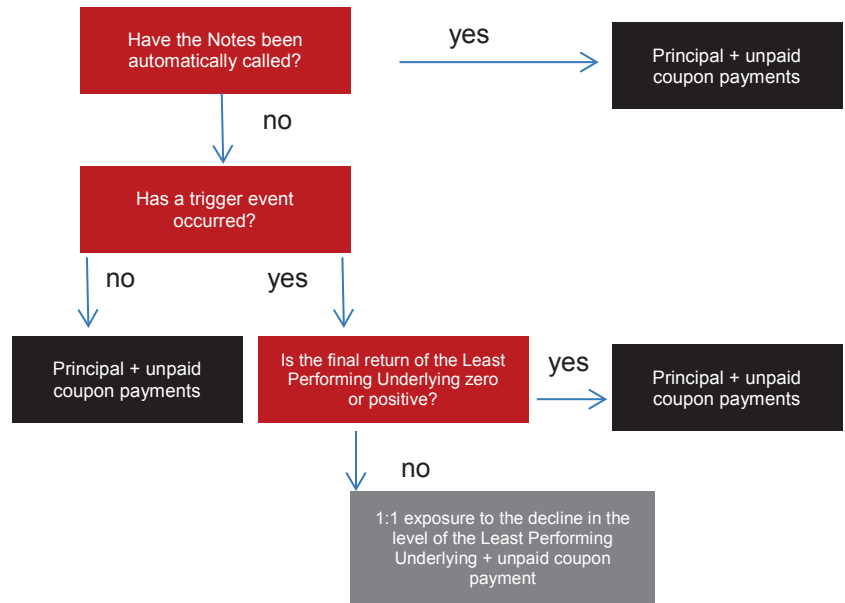 Have the Notes been
automatically called?
yes
Principal + unpaid
coupon payments
no
Has a trigger event
occurred?
no
yes
Principal + unpaid
coupon payments
Is the final return of the Least
Performing Underlying zero
or positive?
yes
Principal + unpaid
coupon payments
no
1:1 exposure to the decline in the
level of the Least Performing
Underlying + unpaid coupon
payment